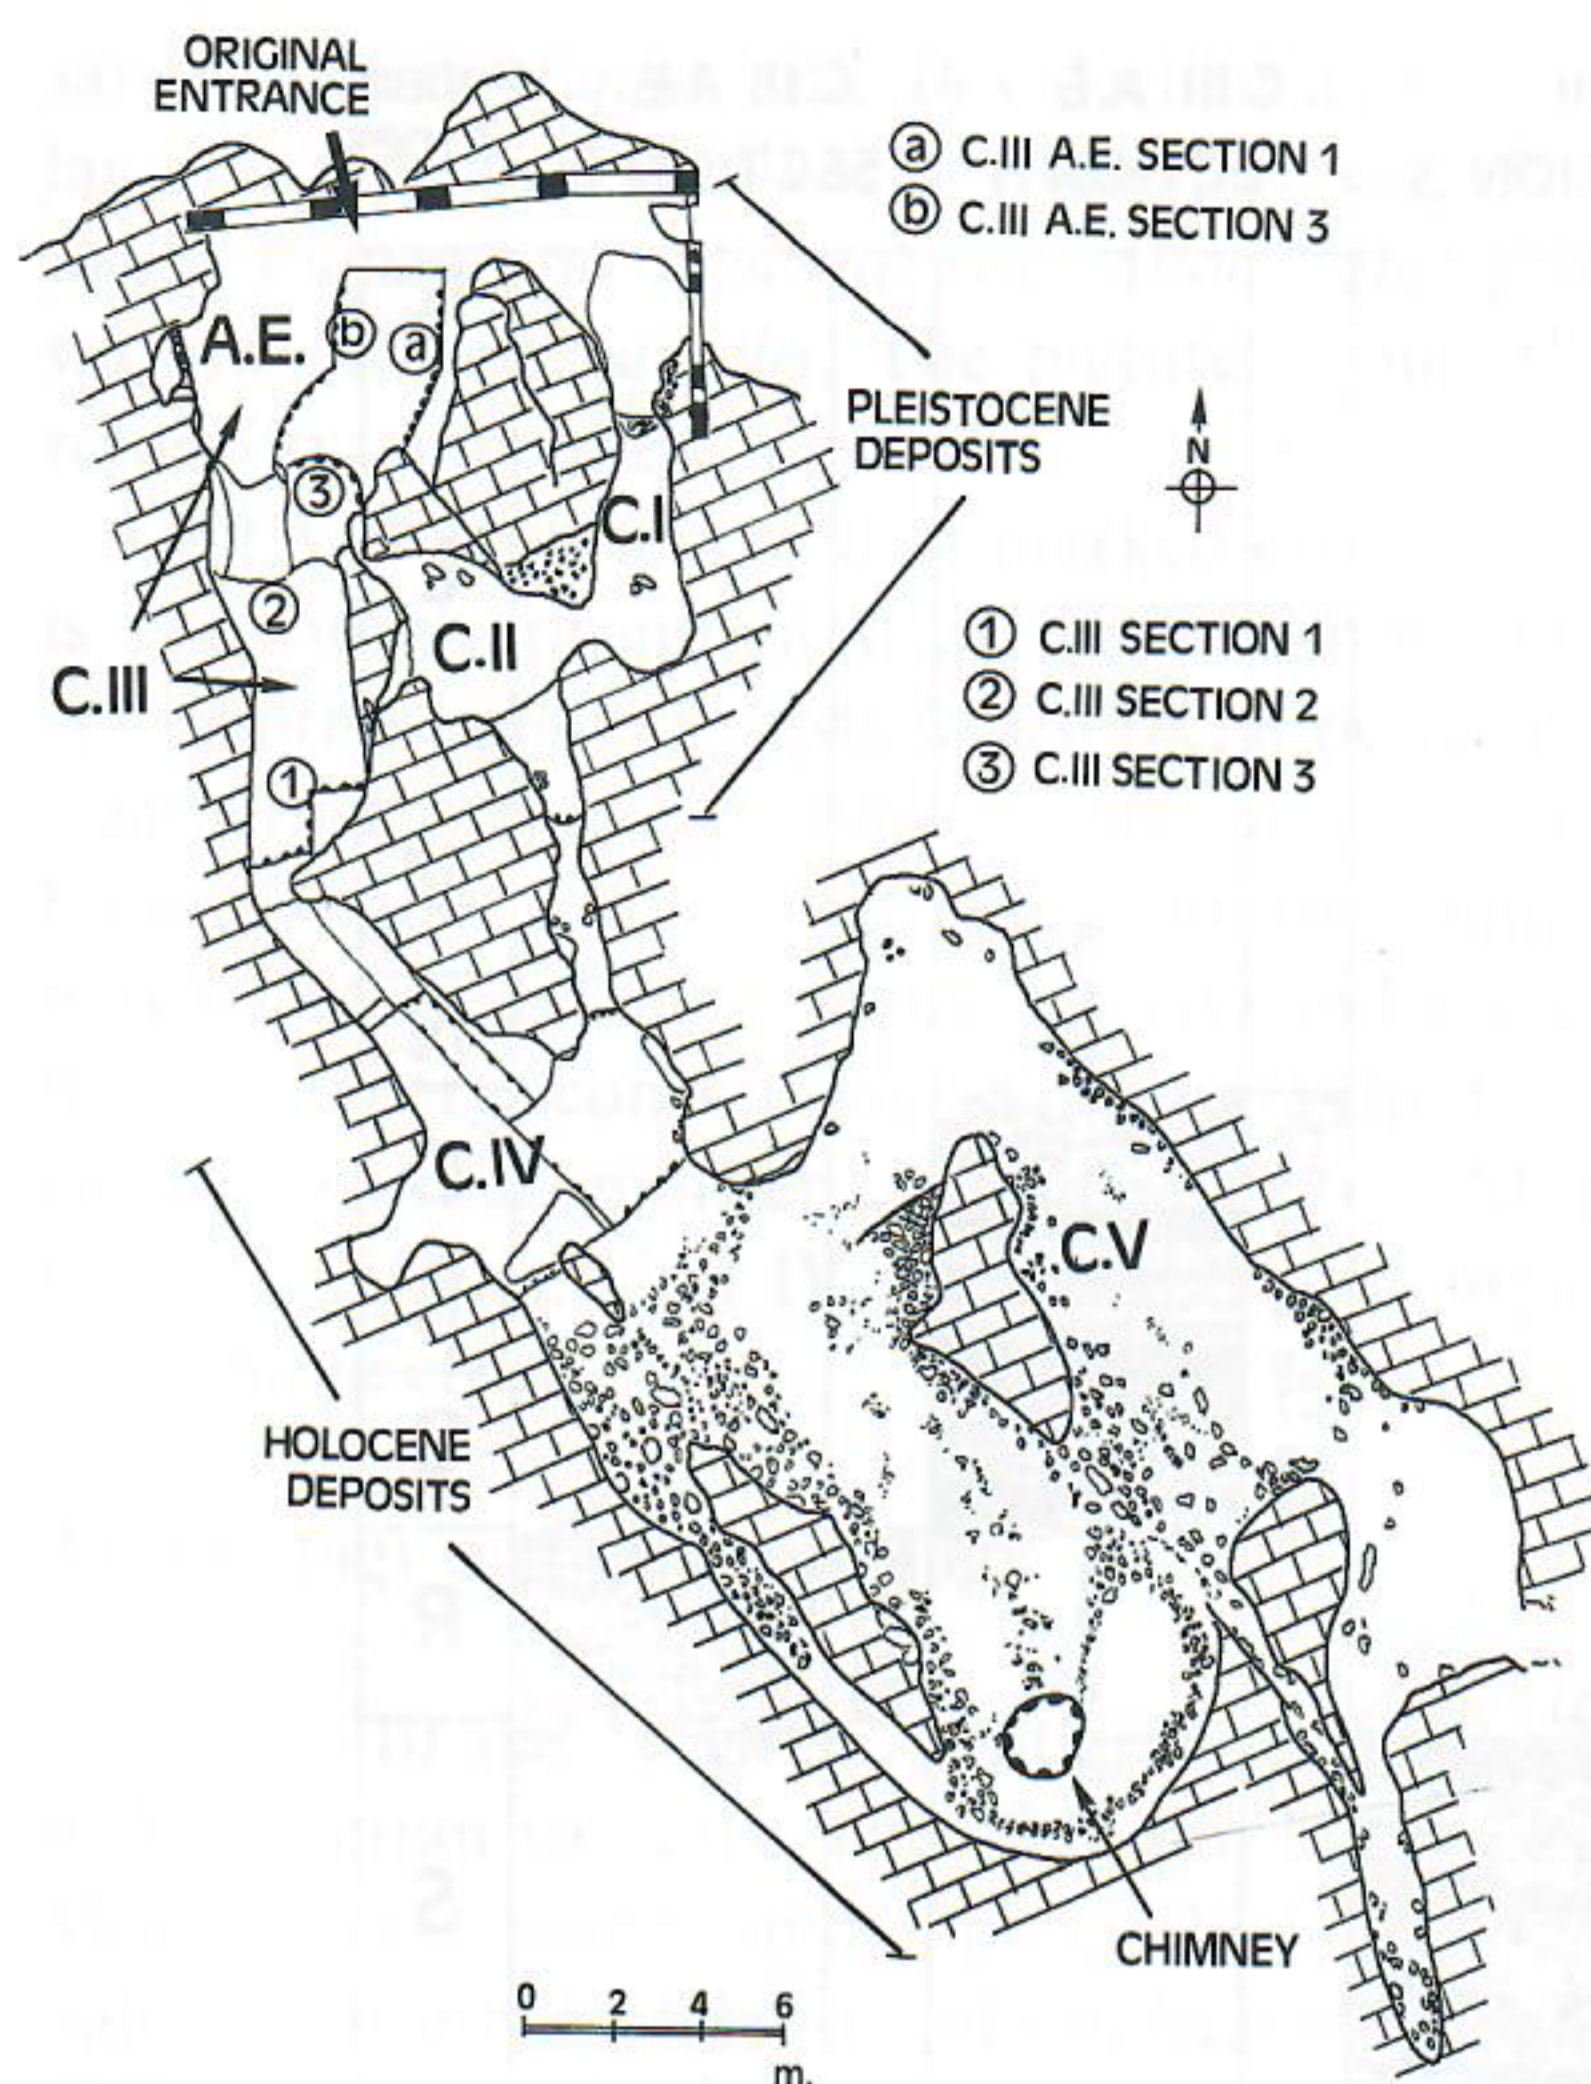 ORIGINAL
ENTRANCE
ⓐ C.III A.E. SECTION 1
ⓑ C.III A.E. SECTION 3
A.E.
ⓑ
ⓐ
PLEISTOCENE
DEPOSITS
N
③
C.I
②
C.II
① C.III SECTION 1
② C.III SECTION 2
③ C.III SECTION 3
C.III
①
C.IV
C.V
HOLOCENE
DEPOSITS
CHIMNEY
0 2 4 6
m.